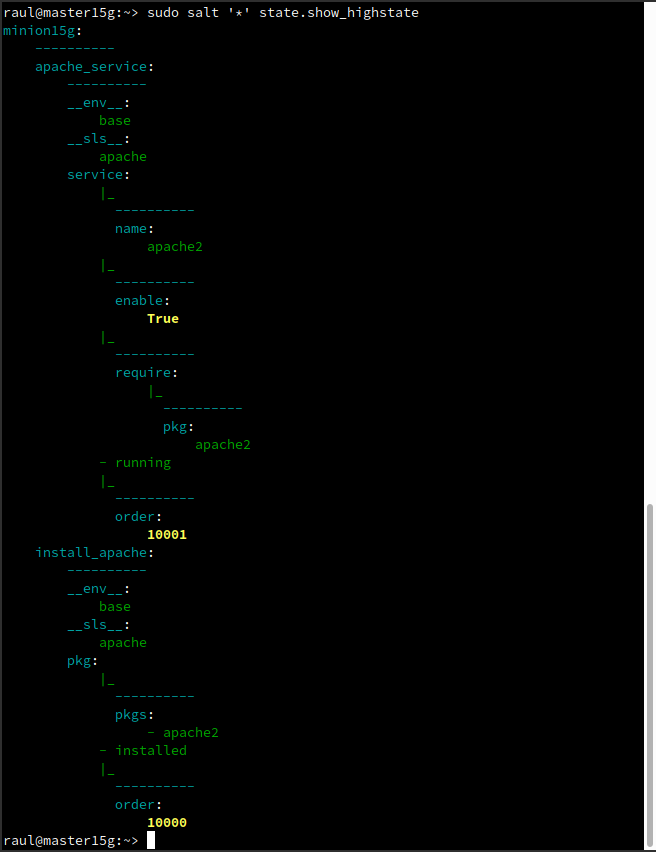 raul@master15g:~> sudo salt '*' state.show_highstate
minion15g:
    ----------
    apache_service:
        ----------
        __env__:
            base
        __sls__:
            apache
        service:
            |_
              ----------
              name:
                  apache2
            |_
              ----------
              enable:
                  True
            |_
              ----------
              require:
                  |_
                    ----------
                    pkg:
                        apache2
            - running
            |_
              ----------
              order:
                  10001
    install_apache:
        ----------
        __env__:
            base
        __sls__:
            apache
        pkg:
            |_
              ----------
              pkgs:
                  - apache2
            - installed
            |_
              ----------
              order:
                  10000
raul@master15g:~>